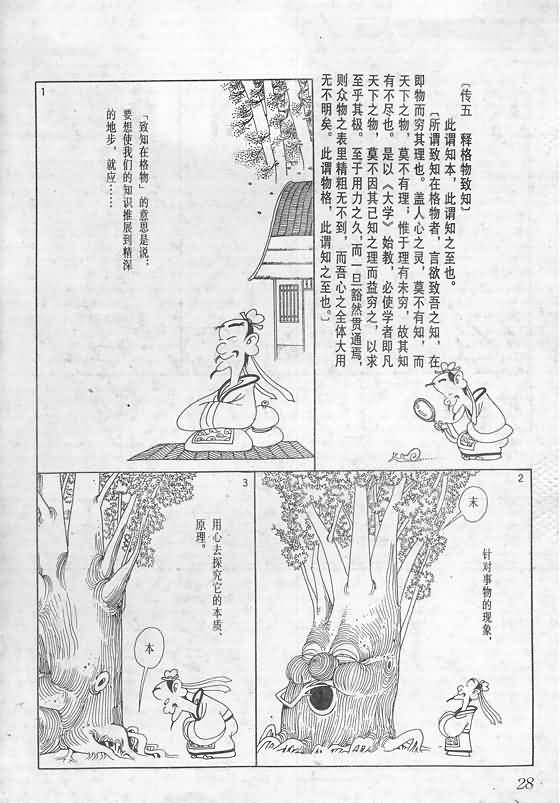 〔传五　释格物致知〕
此谓知本，此谓知之至也。
〔所谓致知在格物者，言欲致吾之知，在
即物而穷其理也。盖人心之灵，莫不有知，而
天下之物，莫不有理；惟于理有未穷，故其知
有不尽也。是以《大学》始教，必使学者即凡
天下之物，莫不因其已知之理而益穷之，以求
至乎其极。至于用力之久，而一旦豁然贯通焉，
则众物之表里精粗无不到，而吾心之全体大用
无不明矣。此谓物格，此谓知之至也。〕
1
「致知在格物」的意思是说：
要想使我们的知识推展到精深
的地步，就应……
2
针对事物的现象，
末
3
用心去探究它的本质、
原理。
本
28